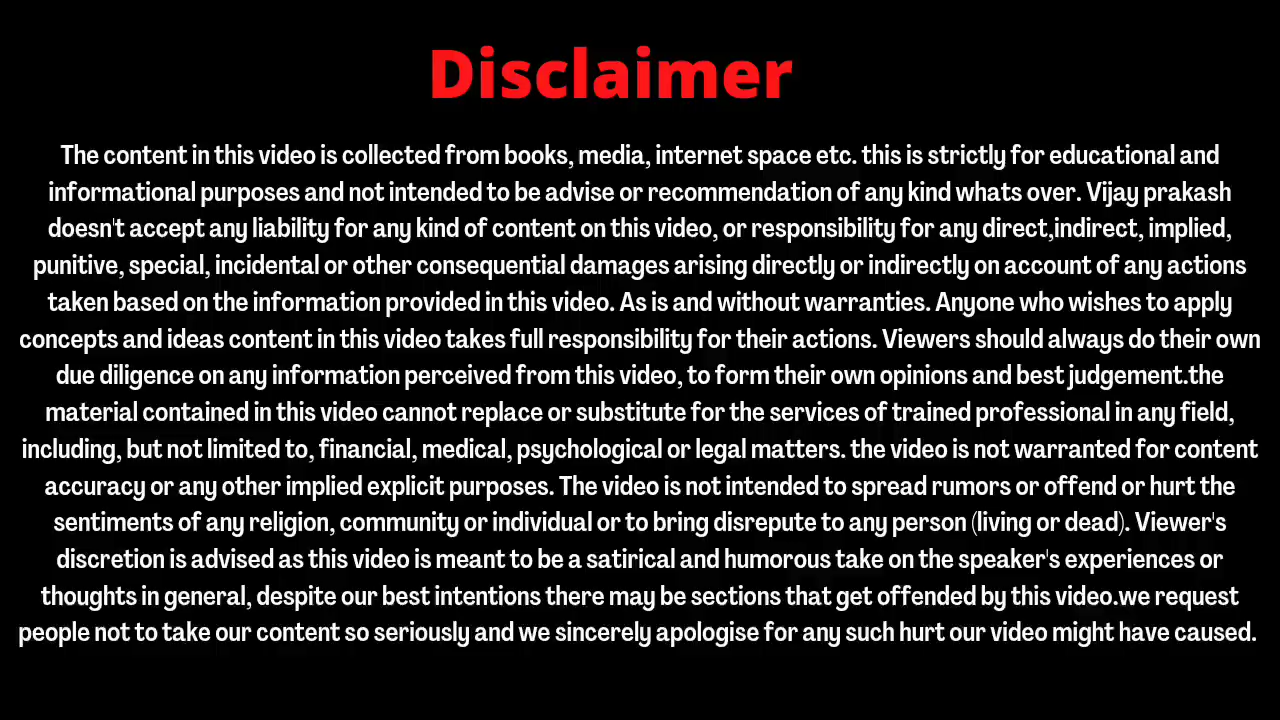 Disclaimer
The content in this video is collected from books, media, internet space etc. this is strictly for educational and
informational purposes and not intended to be advise or recommendation of any kind whats over. Vijay prakash
doesn't accept any liability for any kind of content on this video, or responsibility for any direct,indirect, implied,
punitive, special, incidental or other consequential damages arising directly or indirectly on account of any actions
taken based on the information provided in this video. As is and without warranties. Anyone who wishes to apply
concepts and ideas content in this video takes full responsibility for their actions. Viewers should always do their own
due diligence on any information perceived from this video, to form their own opinions and best judgement.the
material contained in this video cannot replace or substitute for the services of trained professional in any field,
including, but not limited to, financial, medical, psychological or legal matters. the video is not warranted for content
accuracy or any other implied explicit purposes. The video is not intended to spread rumors or offend or hurt the
sentiments of any religion, community or individual or to bring disrepute to any person (living or dead). Viewer's
discretion is advised as this video is meant to be a satirical and humorous take on the speaker's experiences or
thoughts in general, despite our best intentions there may be sections that get offended by this video.we request
people not to take our content so seriously and we sincerely apologise for any such hurt our video might have caused.